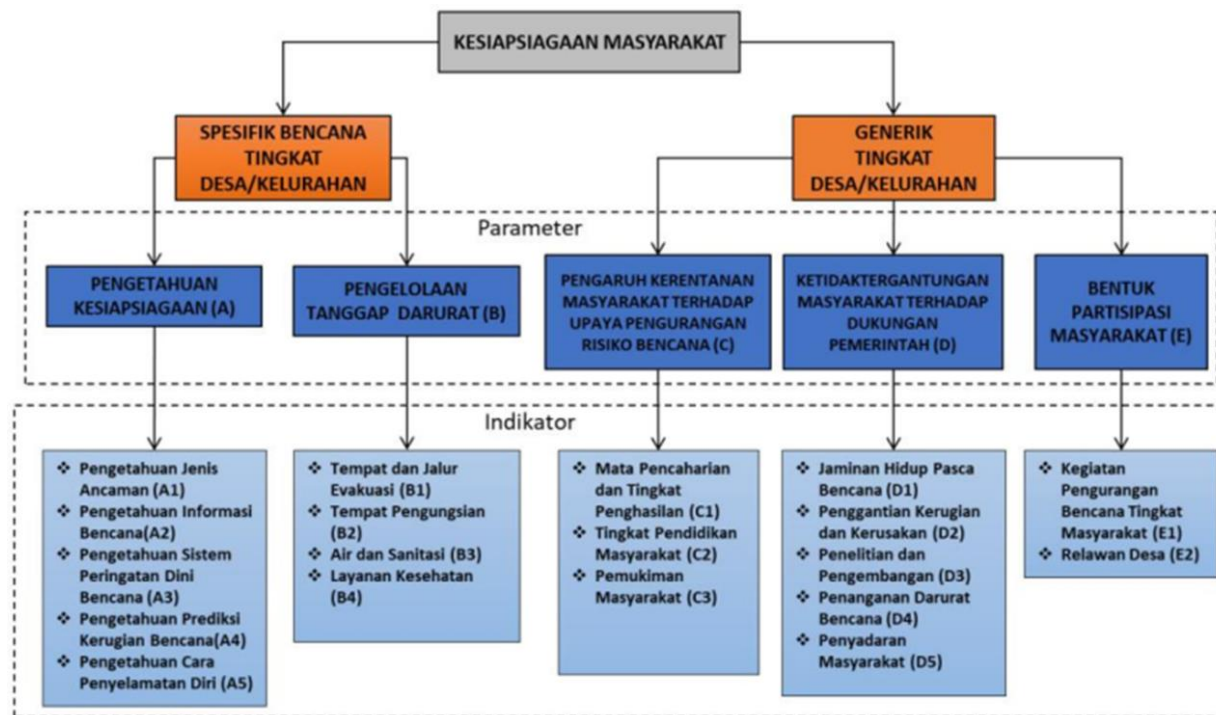 KESIAPSIAGAAN MASYARAKAT
SPESIFIK BENCANA
TINGKAT
DESA/KELURAHAN
GENERIK
TINGKAT
DESA/KELURAHAN
Parameter
PENGETAHUAN
KESIAPSIAGAAN (A)
PENGELOLAAN
TANGGAP DARURAT (B)
PENGARUH KERENTANAN
MASYARAKAT TERHADAP
UPAYA PENGURANGAN
RISIKO BENCANA (C)
KETIDAKTERGANTUNGAN
MASYARAKAT TERHADAP
DUKUNGAN
PEMERINTAH (D)
BENTUK
PARTISIPASI
MASYARAKAT (E)
Indikator
❖ Pengetahuan Jenis
Ancaman (A1)
❖ Pengetahuan Informasi
Bencana(A2)
❖ Pengetahuan Sistem
Peringatan Dini
Bencana (A3)
❖ Pengetahuan Prediksi
Kerugian Bencana(A4)
❖ Pengetahuan Cara
Penyelamatan Diri (A5)
❖ Tempat dan Jalur
Evakuasi (B1)
❖ Tempat Pengungsian
(B2)
❖ Air dan Sanitasi (B3)
❖ Layanan Kesehatan
(B4)
❖ Mata Pencaharian
dan Tingkat
Penghasilan (C1)
❖ Tingkat Pendidikan
Masyarakat (C2)
❖ Pemukiman
Masyarakat (C3)
❖ Jaminan Hidup Pasca
Bencana (D1)
❖ Penggantian Kerugian
dan Kerusakan (D2)
❖ Penelitian dan
Pengembangan (D3)
❖ Penanganan Darurat
Bencana (D4)
❖ Penyadaran
Masyarakat (D5)
❖ Kegiatan
Pengurangan
Bencana Tingkat
Masyarakat (E1)
❖ Relawan Desa (E2)